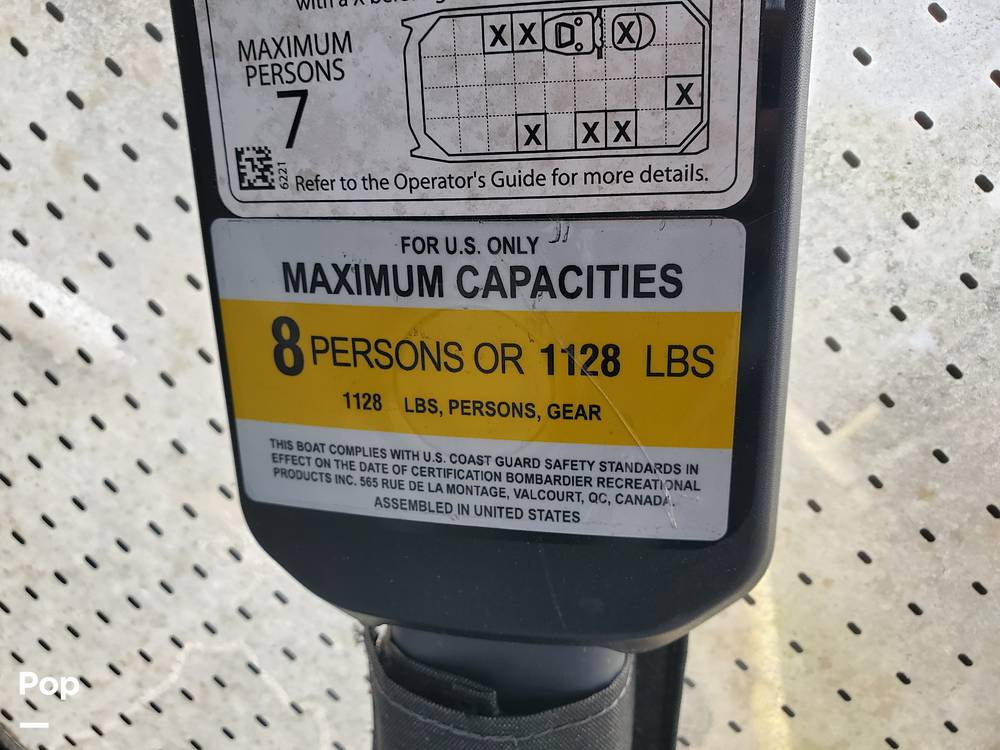 with a X
MAXIMUM
PERSONS
7
X X X
X
X X X
6221
Refer to the Operator's Guide for more details.
FOR U.S. ONLY
MAXIMUM CAPACITIES
8 PERSONS OR 1128 LBS
1128 LBS, PERSONS, GEAR
THIS BOAT COMPLIES WITH U.S. COAST GUARD SAFETY STANDARDS IN
EFFECT ON THE DATE OF CERTIFICATION BOMBARDIER RECREATIONAL
PRODUCTS INC. 565 RUE DE LA MONTAGE, VALCOURT, QC, CANADA.
ASSEMBLED IN UNITED STATES
Pop